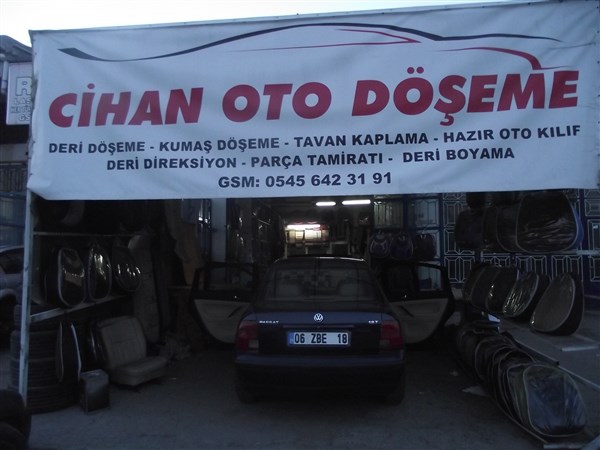 CİHAN OTO DÖŞEME
DERİ DÖŞEME - KUMAŞ DÖŞEME - TAVAN KAPLAMA - HAZIR OTO KILIF
DERİ DİREKSİYON - PARÇA TAMİRATI - DERİ BOYAMA
GSM: 0545 642 31 91
PASSAT
06 ZBE 18